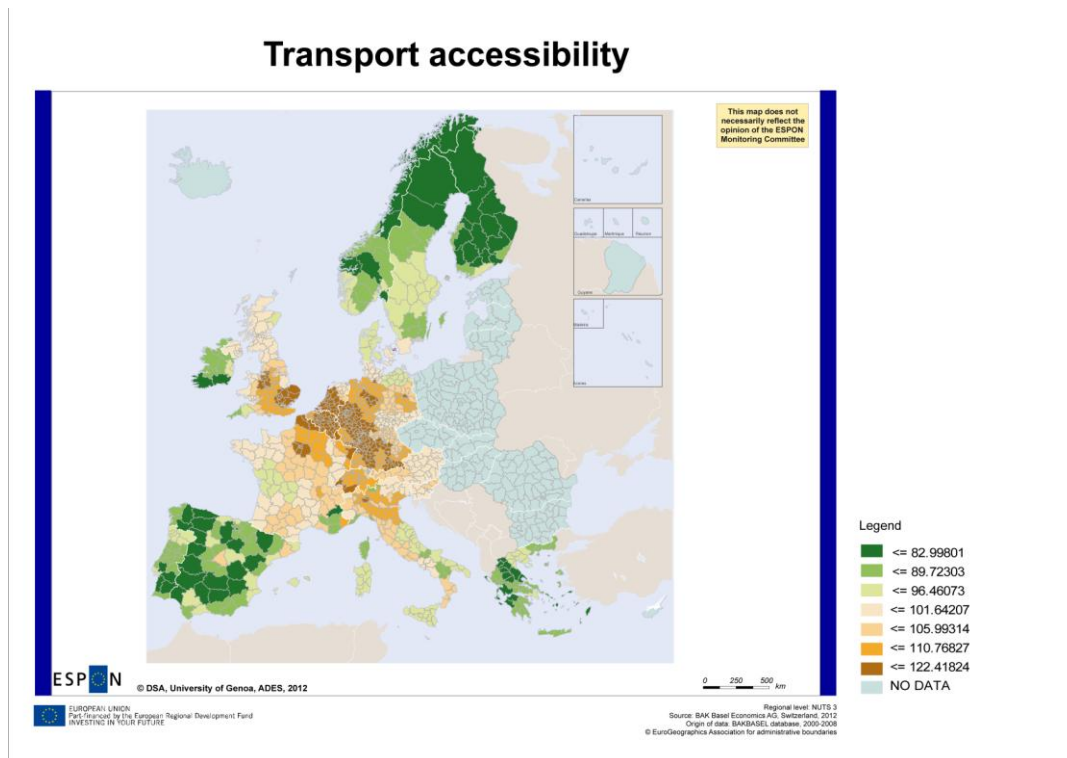 Transport accessibility
This map does not
necessarily reflect the
opinion of the ESPON
Monitoring Committee
Canarias
Guadeloupe Martinique Réunion
Guyane
Madeira
Legend
<= 82.99801
<= 89.72303
<= 96.46073
<= 101.64207
<= 105.99314
<= 110.76827
<= 122.41824
NO DATA
ESPON
© DSA, University of Genoa, ADES, 2012
0 250 500
km
EUROPEAN UNION
Part-financed by the European Regional Development Fund
INVESTING IN YOUR FUTURE
Regional level: NUTS 3
Source: BAK Basel Economics AG, Switzerland, 2012
Origin of data: BAKBASEL database, 2000-2008
© EuroGeographics Association for administrative boundaries